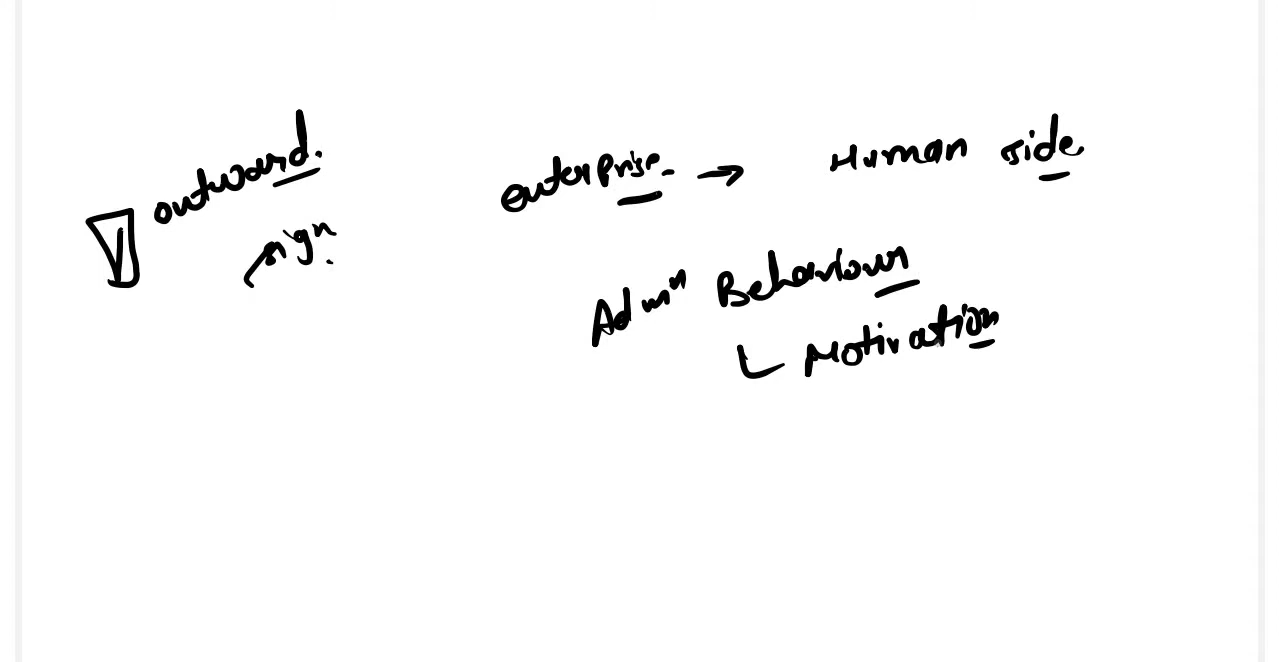 outward.
sign.
enterprise. → Human side
Admⁿ Behaviour
Motivation